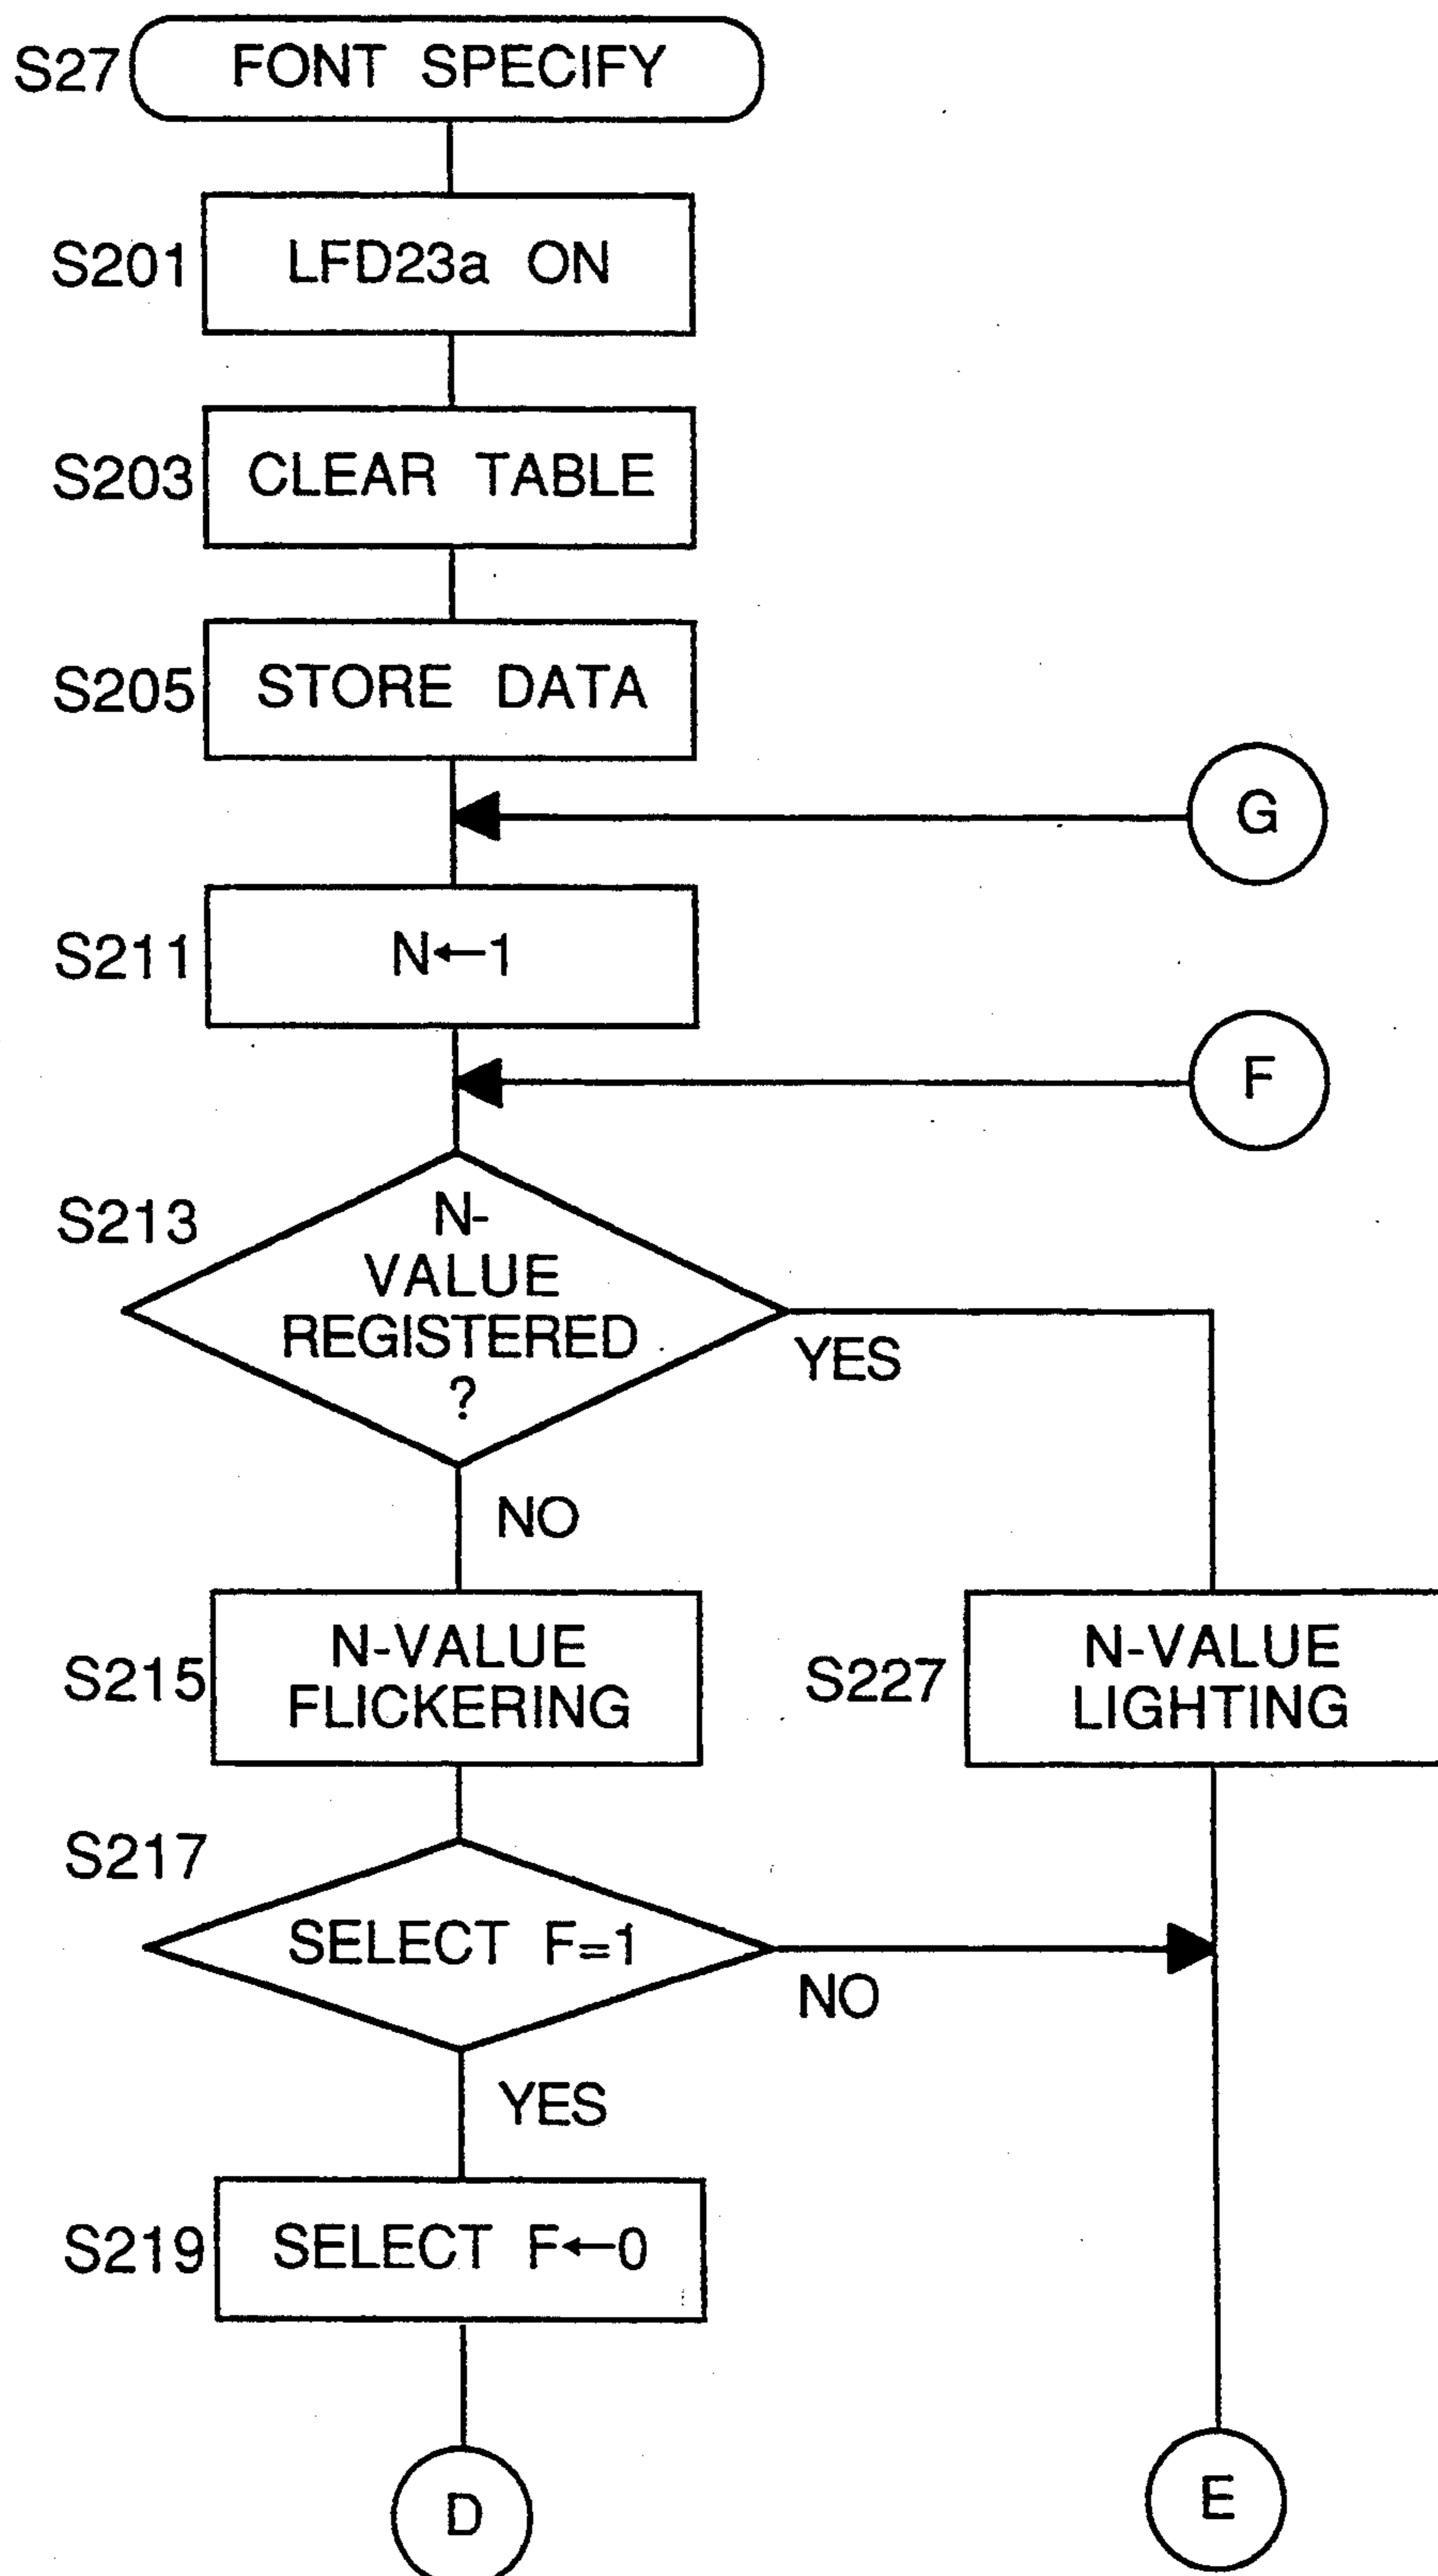 S27 FONT SPECIFY
S201 LFD23a ON
S203 CLEAR TABLE
S205 STORE DATA
G
S211 N←1
F
S213
N-
VALUE
REGISTERED
?
YES
NO
S215
N-VALUE
FLICKERING
S227
N-VALUE
LIGHTING
S217
SELECT F=1
NO
YES
S219 SELECT F←0
D
E